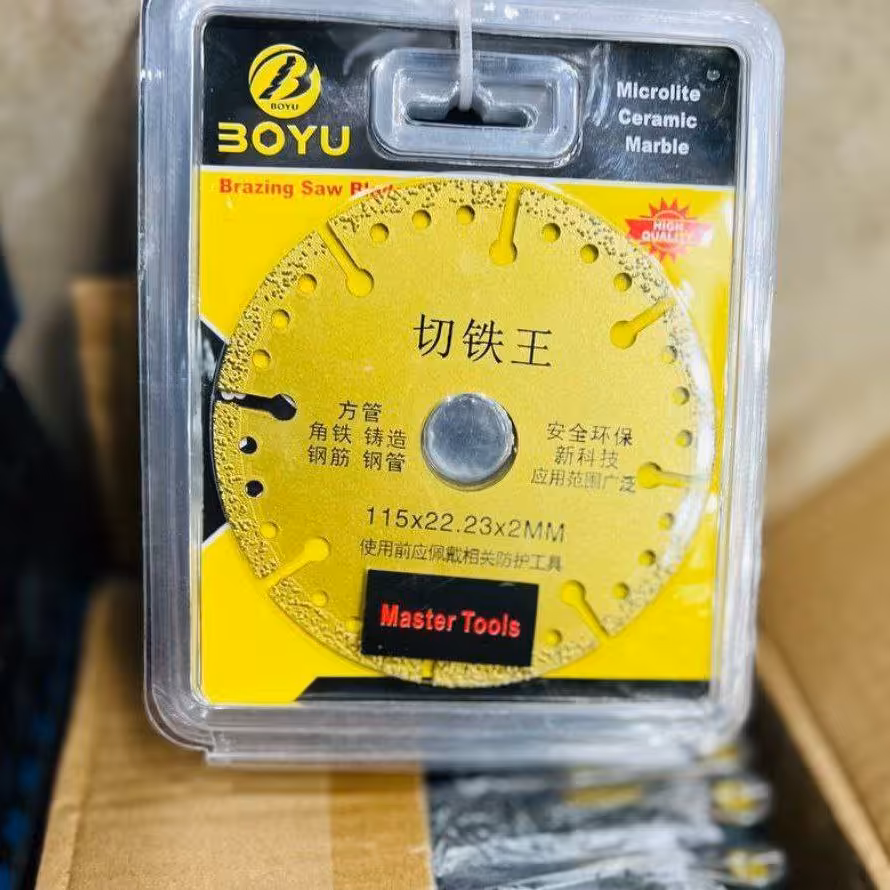 BOYU
BOYU
Microlite
Ceramic
Marble
Brazing Saw Blade
HIGH
QUALITY
切铁王
方管
角铁 铸造
钢筋 钢管
安全环保
新科技
应用范围广泛
115x22.23x2MM
使用前应佩戴相关防护工具
Master Tools